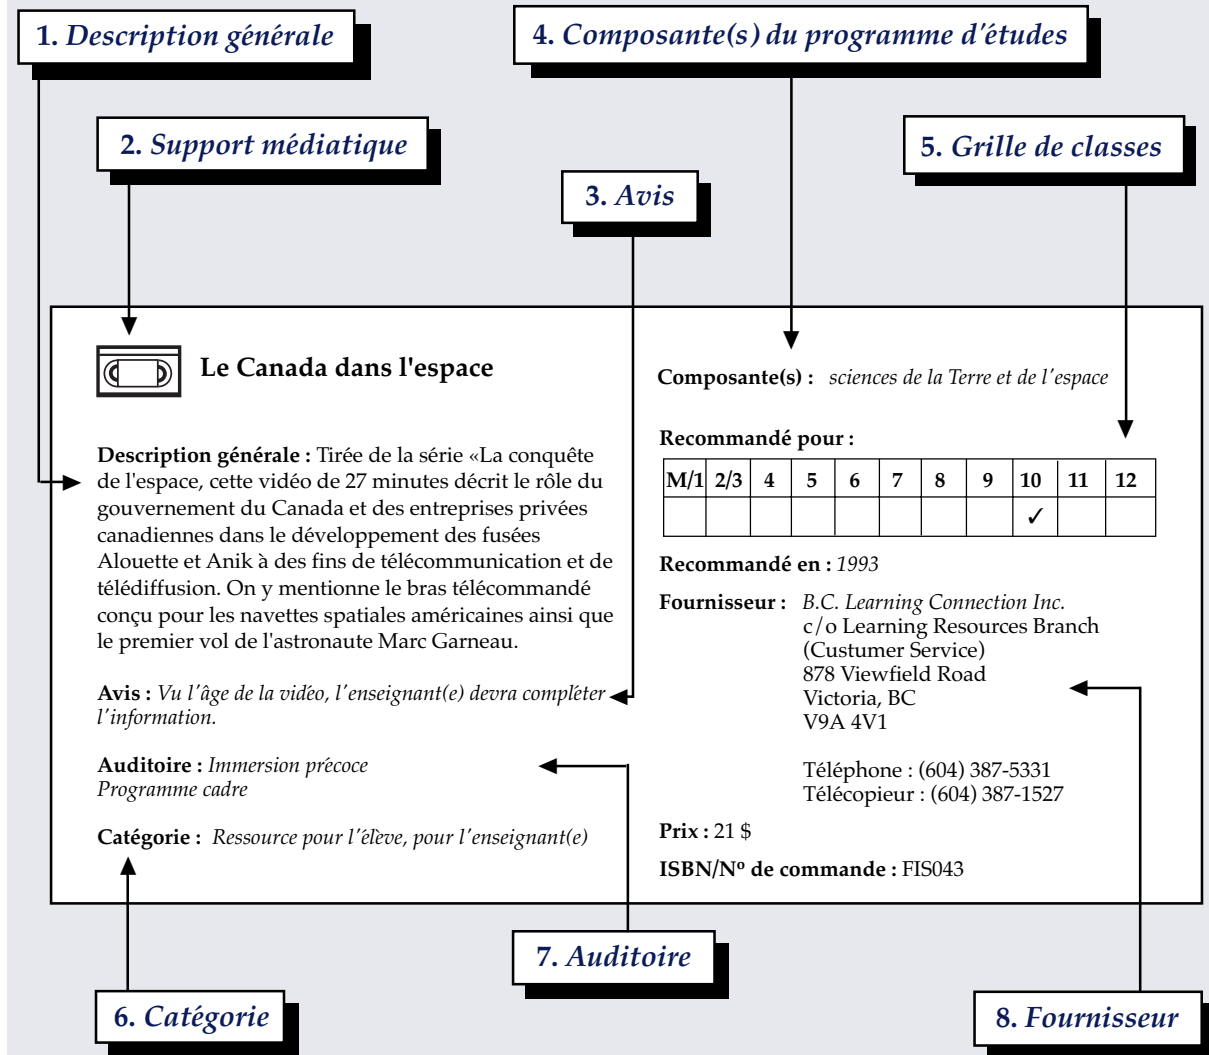 1. Description générale
4. Composante(s) du programme d'études
2. Support médiatique
5. Grille de classes
3. Avis
Le Canada dans l'espace
Description générale : Tirée de la série «La conquête
de l'espace, cette vidéo de 27 minutes décrit le rôle du
gouvernement du Canada et des entreprises privées
canadiennes dans le développement des fusées
Alouette et Anik à des fins de télécommunication et de
télédiffusion. On y mentionne le bras télécommandé
conçu pour les navettes spatiales américaines ainsi que
le premier vol de l'astronaute Marc Garneau.
Avis : Vu l'âge de la vidéo, l'enseignant(e) devra compléter
l'information.
Auditoire : Immersion précoce
Programme cadre
Catégorie : Ressource pour l'élève, pour l'enseignant(e)
Composante(s) : sciences de la Terre et de l'espace
Recommandé pour :
M/1 2/3 4 5 6 7 8 9 10 11 12
✓
Recommandé en : 1993
Fournisseur : B.C. Learning Connection Inc.
c/o Learning Resources Branch
(Custumer Service)
878 Viewfield Road
Victoria, BC
V9A 4V1
Téléphone : (604) 387-5331
Télécopieur : (604) 387-1527
Prix : 21 $
ISBN/Nº de commande : FIS043
7. Auditoire
6. Catégorie
8. Fournisseur